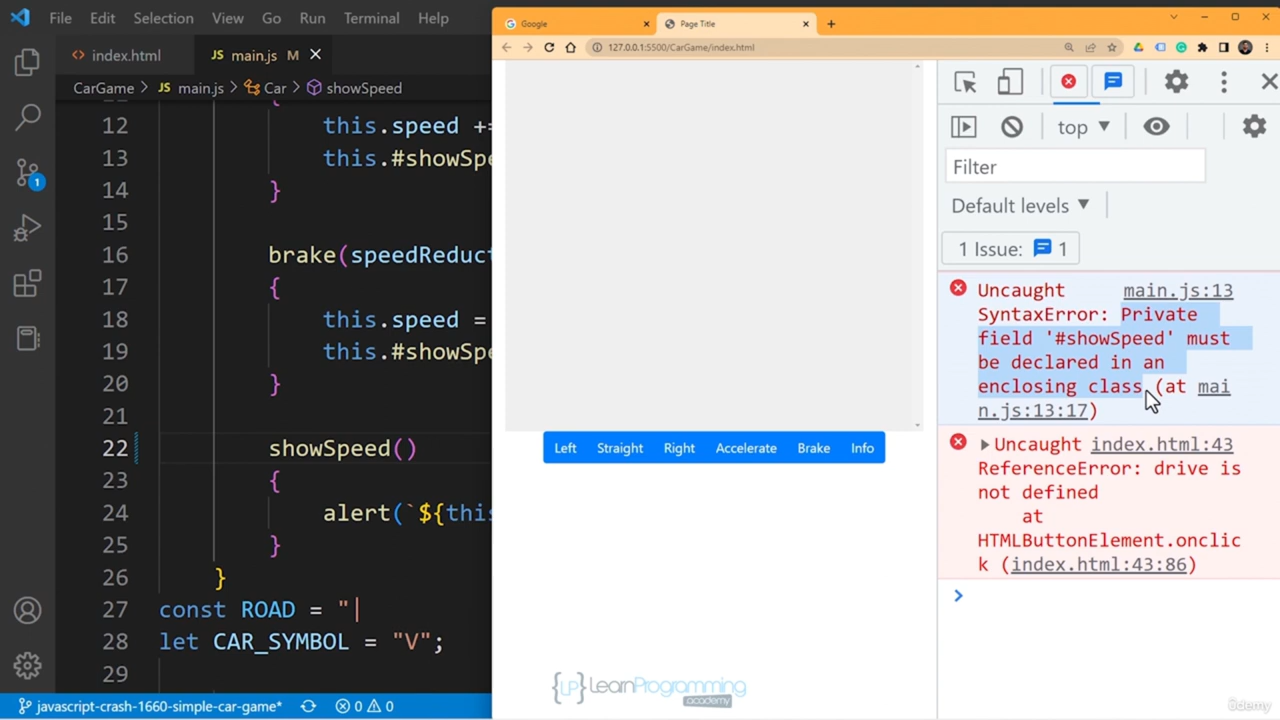 File Edit Selection View Go Run Terminal Help
index.html JS main.js M
CarGame > JS main.js > Car > showSpeed
12 this.speed +=
13 this.#showSpe
14 }
15
16 brake(speedReduct
17 {
18 this.speed =
19 this.#showSpe
20 }
21
22 showSpeed()
23 {
24 alert(`${this
25 }
26 }
27 const ROAD = "|
28 let CAR_SYMBOL = "V";
29
javascript-crash-1660-simple-car-game* 0 0
1
Google Page Title
127.0.0.1:5500/CarGame/index.html
Left Straight Right Accelerate Brake Info
{LP} LearnProgramming
academy
top
Filter
Default levels
1 Issue: 1
Uncaught main.js:13
SyntaxError: Private
field '#showSpeed' must
be declared in an
enclosing class (at mai
n.js:13:17)
Uncaught index.html:43
ReferenceError: drive is
not defined
at
HTMLButtonElement.onclic
k (index.html:43:86)
ûdemy